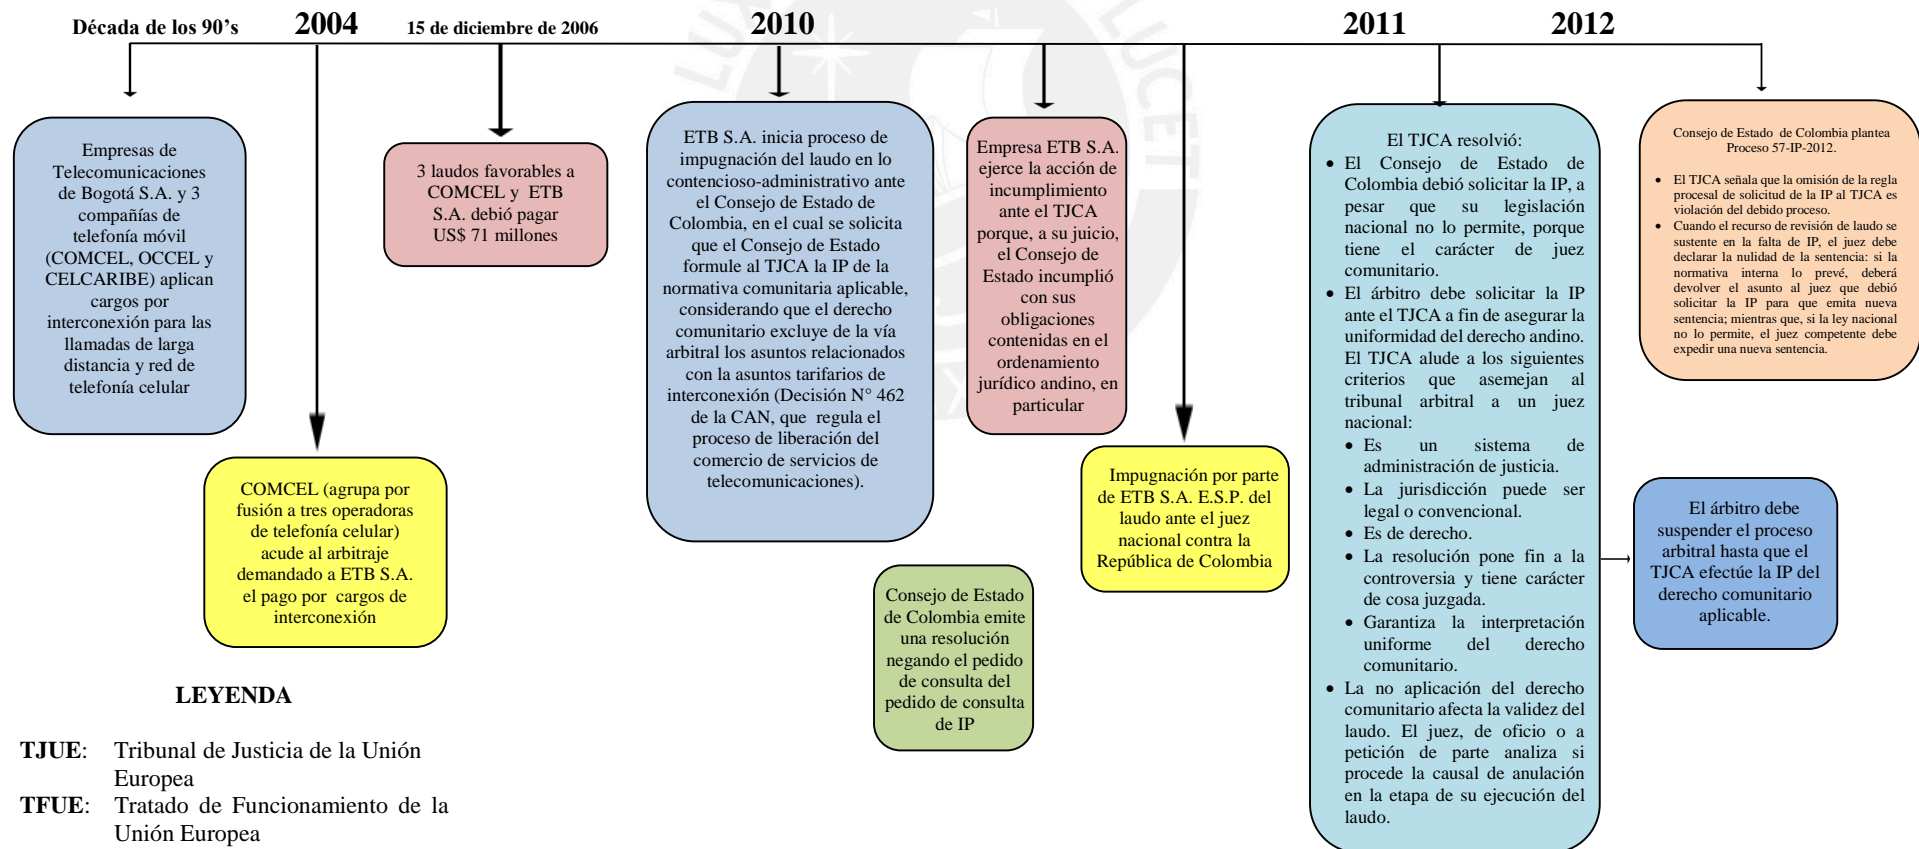 Década de los 90's
2004
15 de diciembre de 2006
2010
2011
2012
Empresas de
Telecomunicaciones
de Bogotá S.A. y 3
compañías de
telefonía móvil
(COMCEL, OCCEL y
CELCARIBE) aplican
cargos por
interconexión para las
llamadas de larga
distancia y red de
telefonía celular
COMCEL (agrupa por
fusión a tres operadoras
de telefonía celular)
acude al arbitraje
demandado a ETB S.A.
el pago por cargos de
interconexión
3 laudos favorables a
COMCEL y ETB
S.A. debió pagar
US$ 71 millones
ETB S.A. inicia proceso de
impugnación del laudo en lo
contencioso-administrativo ante
el Consejo de Estado de
Colombia, en el cual se solicita
que el Consejo de Estado
formule al TJCA la IP de la
normativa comunitaria aplicable,
considerando que el derecho
comunitario excluye de la vía
arbitral los asuntos relacionados
con la asuntos tarifarios de
interconexión (Decisión N° 462
de la CAN, que regula el
proceso de liberación del
comercio de servicios de
telecomunicaciones).
Consejo de Estado
de Colombia emite
una resolución
negando el pedido
de consulta del
pedido de consulta
de IP
Empresa ETB S.A.
ejerce la acción de
incumplimiento
ante el TJCA
porque, a su juicio,
el Consejo de
Estado incumplió
con sus
obligaciones
contenidas en el
ordenamiento
jurídico andino, en
particular
Impugnación por parte
de ETB S.A. E.S.P. del
laudo ante el juez
nacional contra la
República de Colombia
El TJCA resolvió:
• El Consejo de Estado de
Colombia debió solicitar la IP, a
pesar que su legislación
nacional no lo permite, porque
tiene el carácter de juez
comunitario.
• El árbitro debe solicitar la IP
ante el TJCA a fin de asegurar la
uniformidad del derecho andino.
El TJCA alude a los siguientes
criterios que asemejan al
tribunal arbitral a un juez
nacional:
• Es un sistema de
administración de justicia.
• La jurisdicción puede ser
legal o convencional.
• Es de derecho.
• La resolución pone fin a la
controversia y tiene carácter
de cosa juzgada.
• Garantiza la interpretación
uniforme del derecho
comunitario.
• La no aplicación del derecho
comunitario afecta la validez del
laudo. El juez, de oficio o a
petición de parte analiza si
procede la causal de anulación
en la etapa de su ejecución del
laudo.
Consejo de Estado de Colombia plantea
Proceso 57-IP-2012.
• El TJCA señala que la omisión de la regla
procesal de solicitud de la IP al TJCA es
violación del debido proceso.
• Cuando el recurso de revisión de laudo se
sustente en la falta de IP, el juez debe
declarar la nulidad de la sentencia: si la
normativa interna lo prevé, deberá
devolver el asunto al juez que debió
solicitar la IP para que emita nueva
sentencia; mientras que, si la ley nacional
no lo permite, el juez competente debe
expedir una nueva sentencia.
El árbitro debe
suspender el proceso
arbitral hasta que el
TJCA efectúe la IP del
derecho comunitario
aplicable.
LEYENDA
TJUE: Tribunal de Justicia de la Unión
Europea
TFUE: Tratado de Funcionamiento de la
Unión Europea